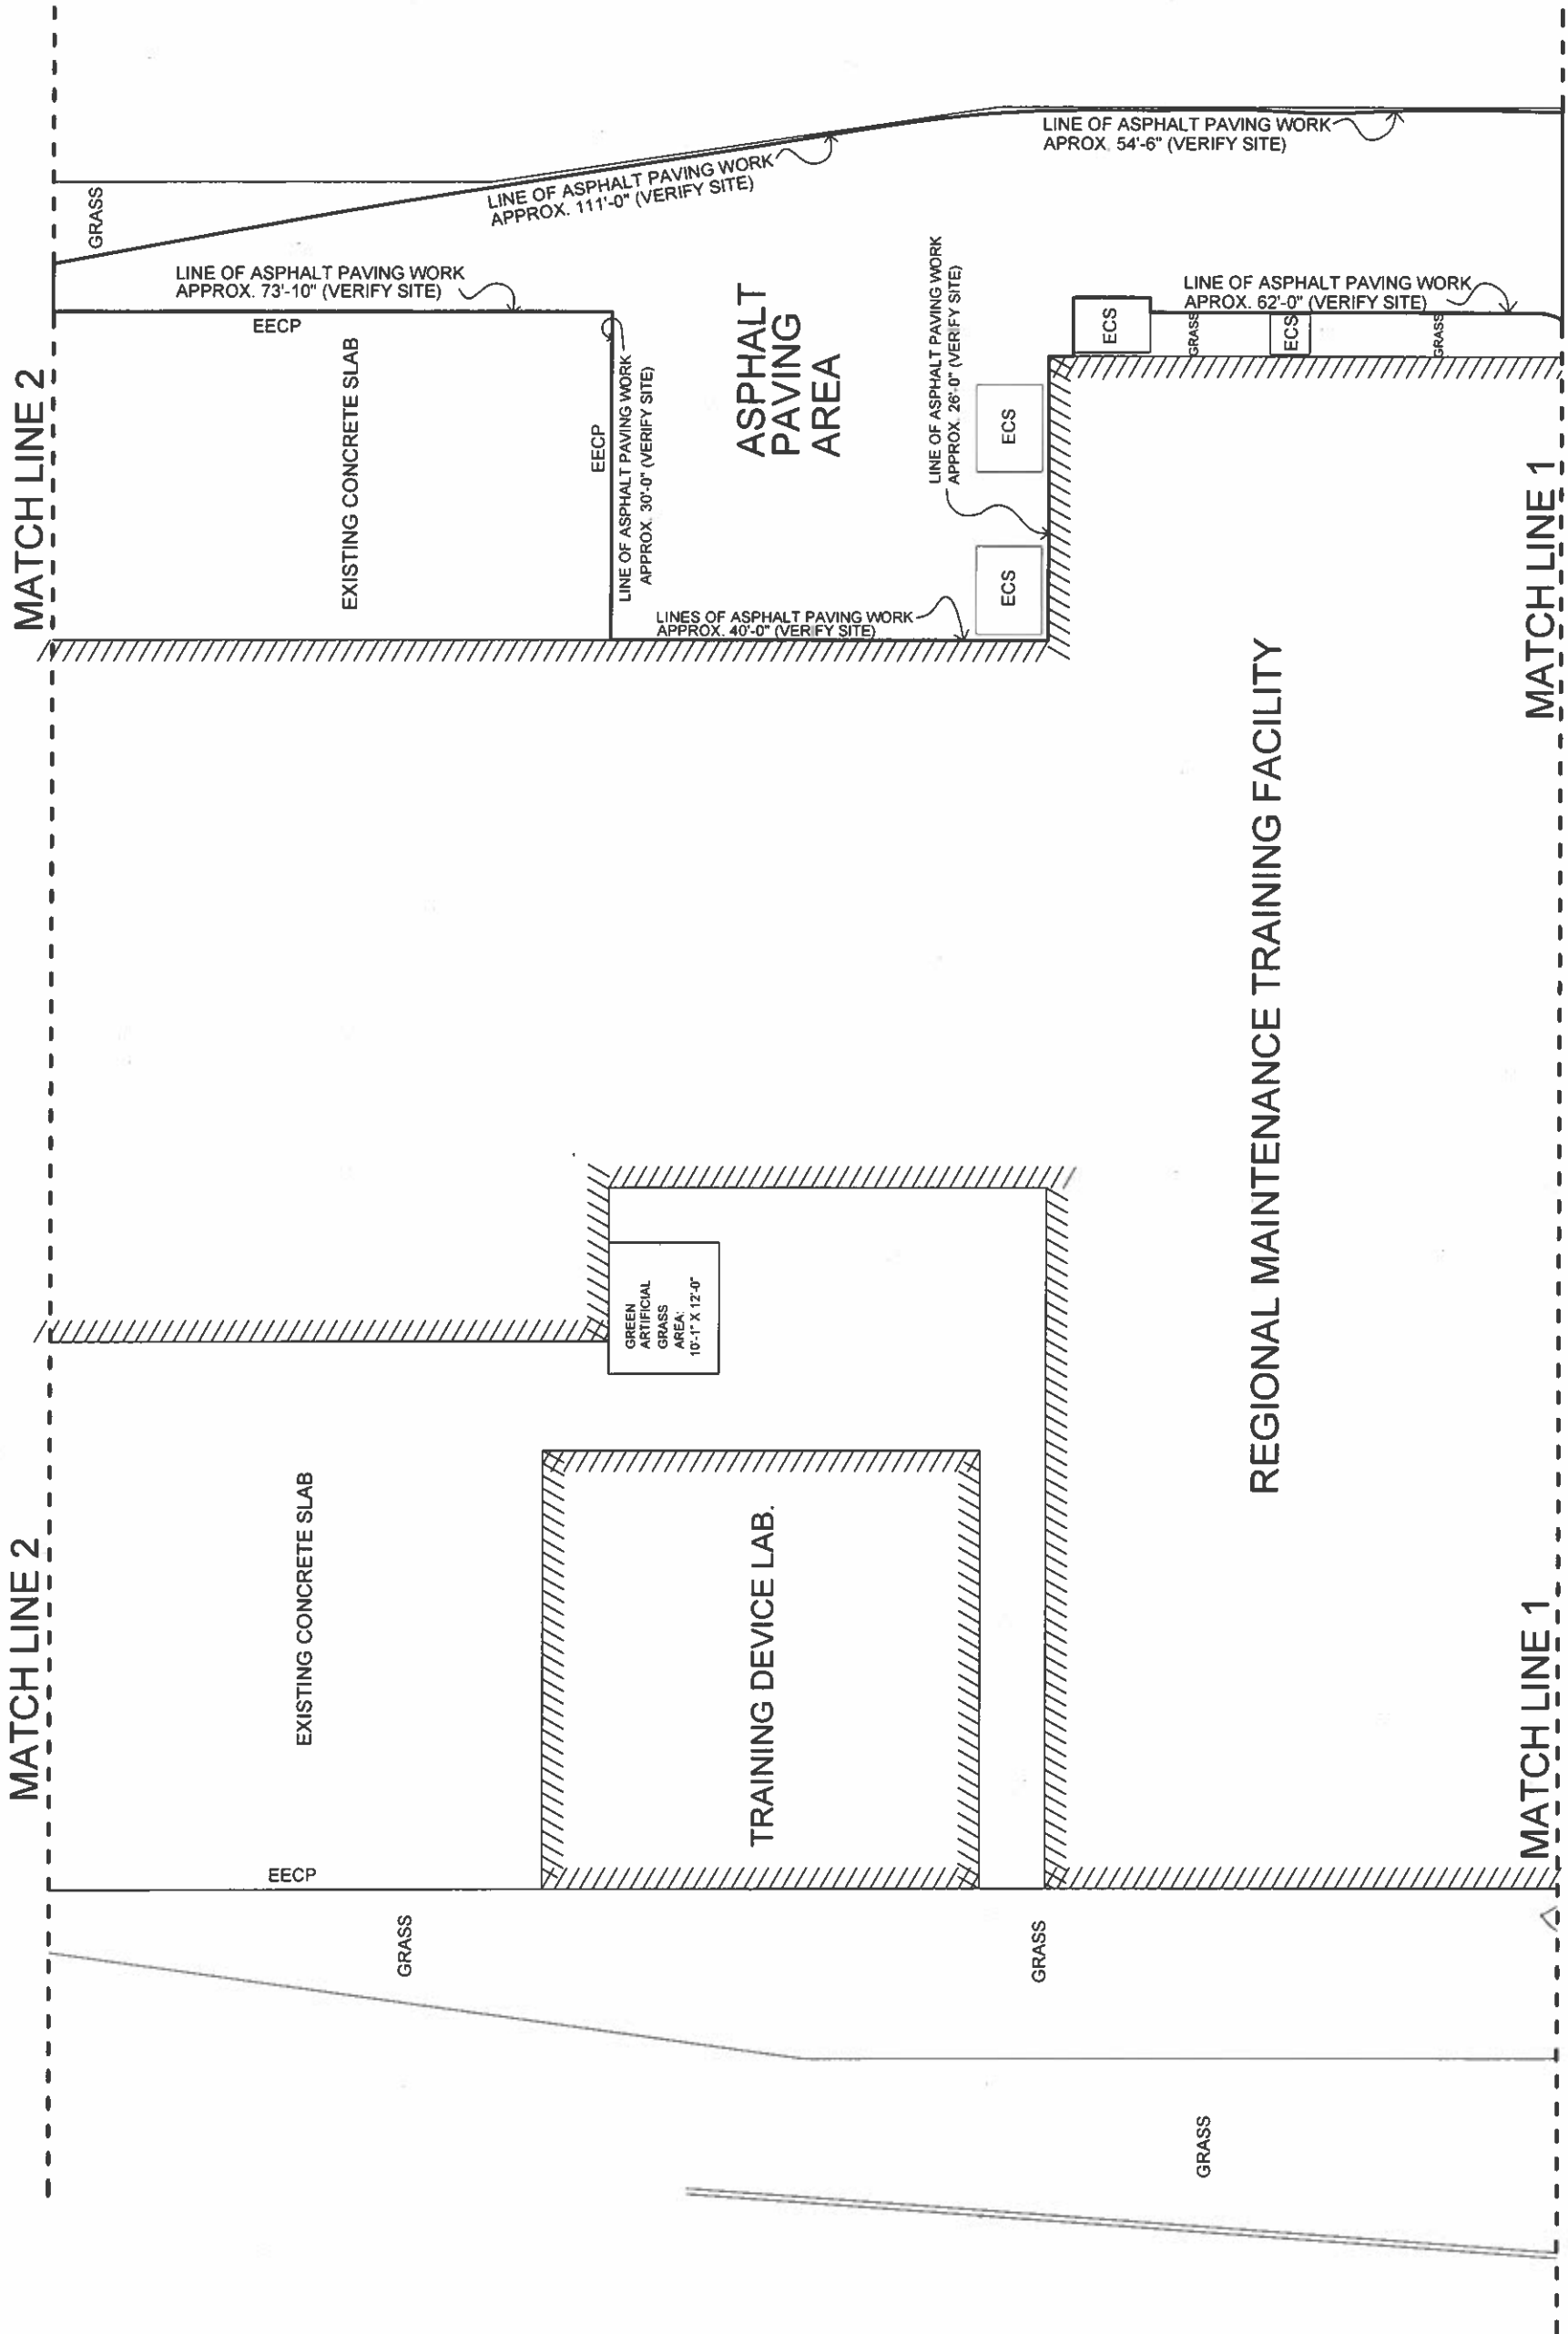 MATCH LINE 2
MATCH LINE 2
GRASS
LINE OF ASPHALT PAVING WORK
APPROX. 111'-0" (VERIFY SITE)
LINE OF ASPHALT PAVING WORK
APROX. 54'-6" (VERIFY SITE)
LINE OF ASPHALT PAVING WORK
APPROX. 73'-10" (VERIFY SITE)
EECP
EXISTING CONCRETE SLAB
EECP
LINE OF ASPHALT PAVING WORK
APPROX. 30'-0" (VERIFY SITE)
ASPHALT
PAVING
AREA
LINE OF ASPHALT PAVING WORK
APPROX. 26'-0" (VERIFY SITE)
LINE OF ASPHALT PAVING WORK
APROX. 62'-0" (VERIFY SITE)
ECS
GRASS
ECS
GRASS
ECS
ECS
LINES OF ASPHALT PAVING WORK
APPROX. 40'-0" (VERIFY SITE)
MATCH LINE 1
REGIONAL MAINTENANCE TRAINING FACILITY
GREEN
ARTIFICIAL
GRASS
AREA:
10'-1" X 12'-0"
EXISTING CONCRETE SLAB
TRAINING DEVICE LAB.
EECP
MATCH LINE 1
GRASS
GRASS
GRASS